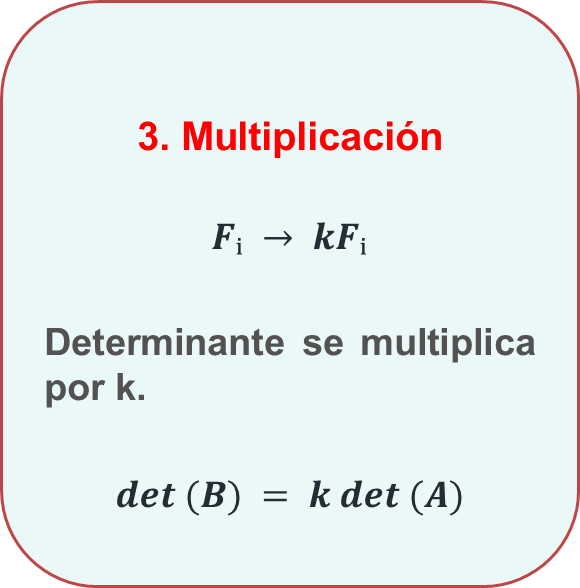 3. Multiplicación
Fᵢ → kFᵢ
Determinante se multiplica
por k.
det (B) = k det (A)